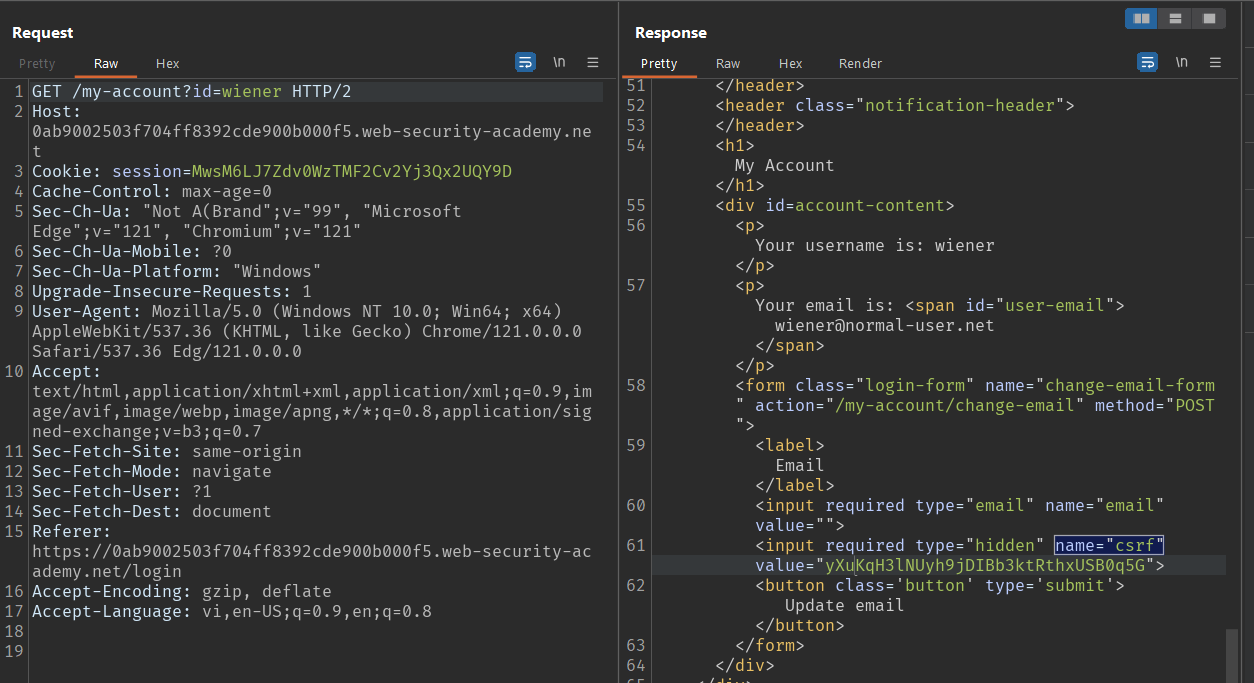 Request
Pretty Raw Hex \n
1 GET /my-account?id=wiener HTTP/2
2 Host:
0ab9002503f704ff8392cde900b000f5.web-security-academy.ne
t
3 Cookie: session=MwsM6LJ7Zdv0WzTMF2Cv2Yj3Qx2UQY9D
4 Cache-Control: max-age=0
5 Sec-Ch-Ua: "Not A(Brand";v="99", "Microsoft
Edge";v="121", "Chromium";v="121"
6 Sec-Ch-Ua-Mobile: ?0
7 Sec-Ch-Ua-Platform: "Windows"
8 Upgrade-Insecure-Requests: 1
9 User-Agent: Mozilla/5.0 (Windows NT 10.0; Win64; x64)
AppleWebKit/537.36 (KHTML, like Gecko) Chrome/121.0.0.0
Safari/537.36 Edg/121.0.0.0
10 Accept:
text/html,application/xhtml+xml,application/xml;q=0.9,im
age/avif,image/webp,image/apng,*/*;q=0.8,application/sig
ned-exchange;v=b3;q=0.7
11 Sec-Fetch-Site: same-origin
12 Sec-Fetch-Mode: navigate
13 Sec-Fetch-User: ?1
14 Sec-Fetch-Dest: document
15 Referer:
https://0ab9002503f704ff8392cde900b000f5.web-security-ac
ademy.net/login
16 Accept-Encoding: gzip, deflate
17 Accept-Language: vi,en-US;q=0.9,en;q=0.8
18
19
Response
Pretty Raw Hex Render \n
51 </header>
52 <header class="notification-header">
53 </header>
54 <h1>
My Account
</h1>
55 <div id=account-content>
56 <p>
Your username is: wiener
</p>
57 <p>
Your email is: <span id="user-email">
wiener@normal-user.net
</span>
</p>
58 <form class="login-form" name="change-email-form
" action="/my-account/change-email" method="POST
">
59 <label>
Email
</label>
60 <input required type="email" name="email"
value="">
61 <input required type="hidden" name="csrf"
value="yXuKqH3lNUyh9jDIBb3ktRthxUSB0q5G">
62 <button class='button' type='submit'>
Update email
</button>
63 </form>
64 </div>
65 </div>